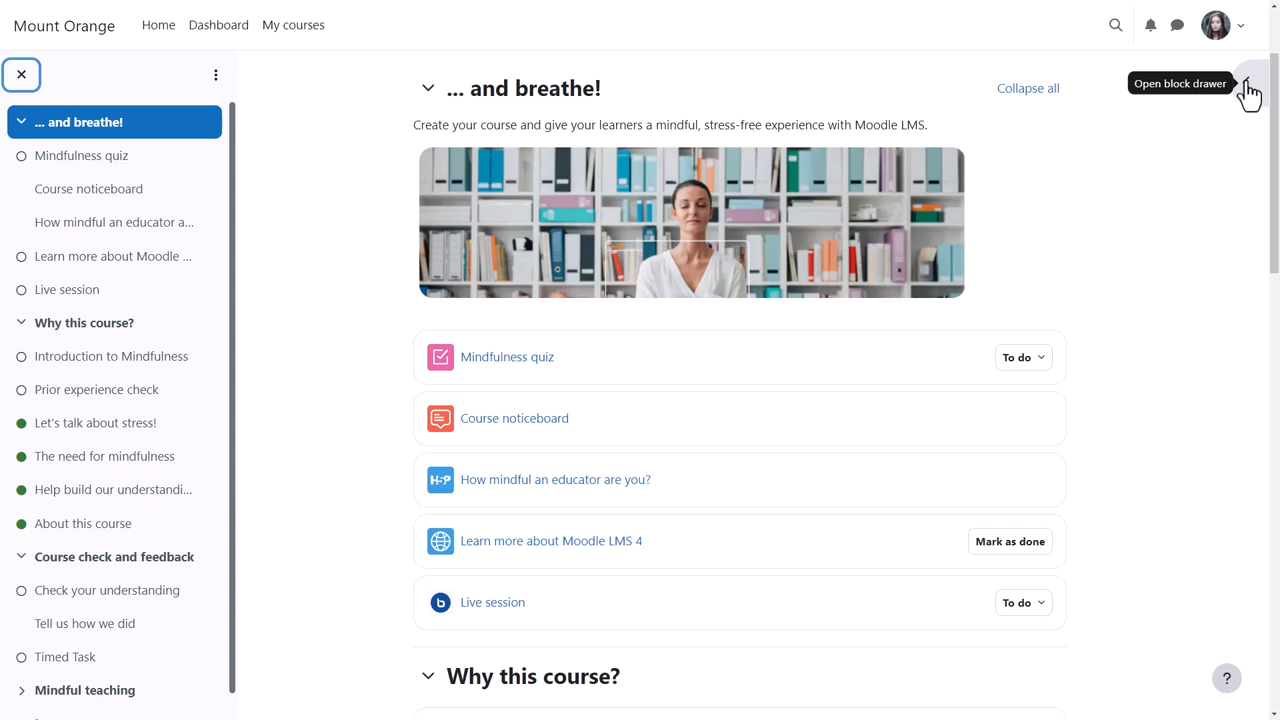 Mount Orange
Home
Dashboard
My courses
Open block drawer
... and breathe!
Mindfulness quiz
Course noticeboard
How mindful an educator a...
Learn more about Moodle ...
Live session
Why this course?
Introduction to Mindfulness
Prior experience check
Let's talk about stress!
The need for mindfulness
Help build our understandi...
About this course
Course check and feedback
Check your understanding
Tell us how we did
Timed Task
Mindful teaching
... and breathe!
Collapse all
Create your course and give your learners a mindful, stress-free experience with Moodle LMS.
Mindfulness quiz
To do
Course noticeboard
H-P
How mindful an educator are you?
Learn more about Moodle LMS 4
Mark as done
b
Live session
To do
Why this course?
?